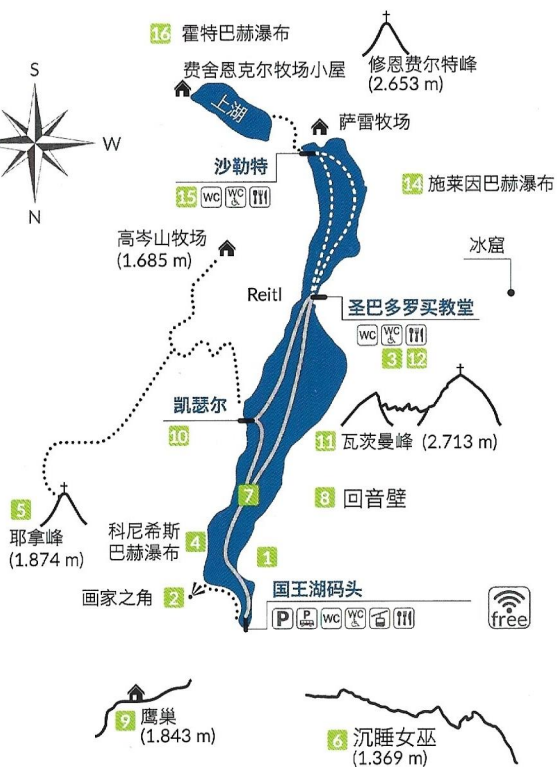 16 霍特巴赫瀑布
费舍恩克尔牧场小屋
上湖
修恩费尔特峰
(2.653 m)
S
W
N
萨雷牧场
沙勒特
15 WC WC
14 施莱因巴赫瀑布
高岑山牧场
(1.685 m)
冰窟
Reitl
圣巴多罗买教堂
WC WC
3 12
凯瑟尔
10
11 瓦茨曼峰 (2.713 m)
7
8 回音壁
5
耶拿峰
(1.874 m)
科尼希斯
巴赫瀑布
4
1
画家之角 2
国王湖码头
P P WC WC
free
9 鹰巢
(1.843 m)
6 沉睡女巫
(1.369 m)